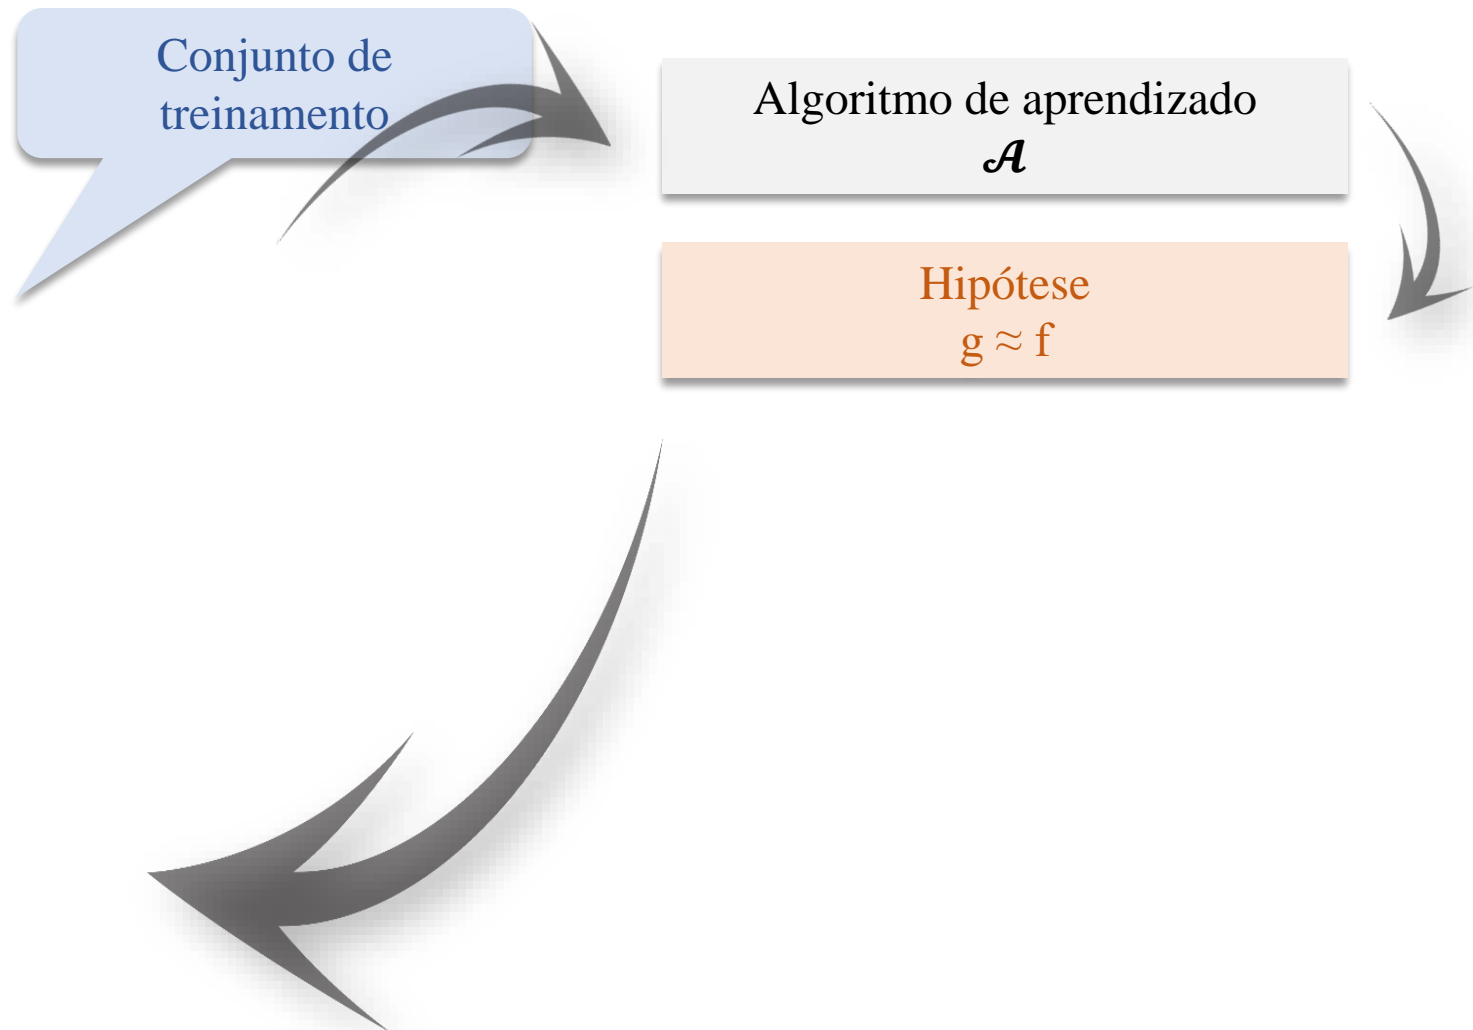 Conjunto de
treinamento
Algoritmo de aprendizado
𝓐
Hipótese
g ≈ f